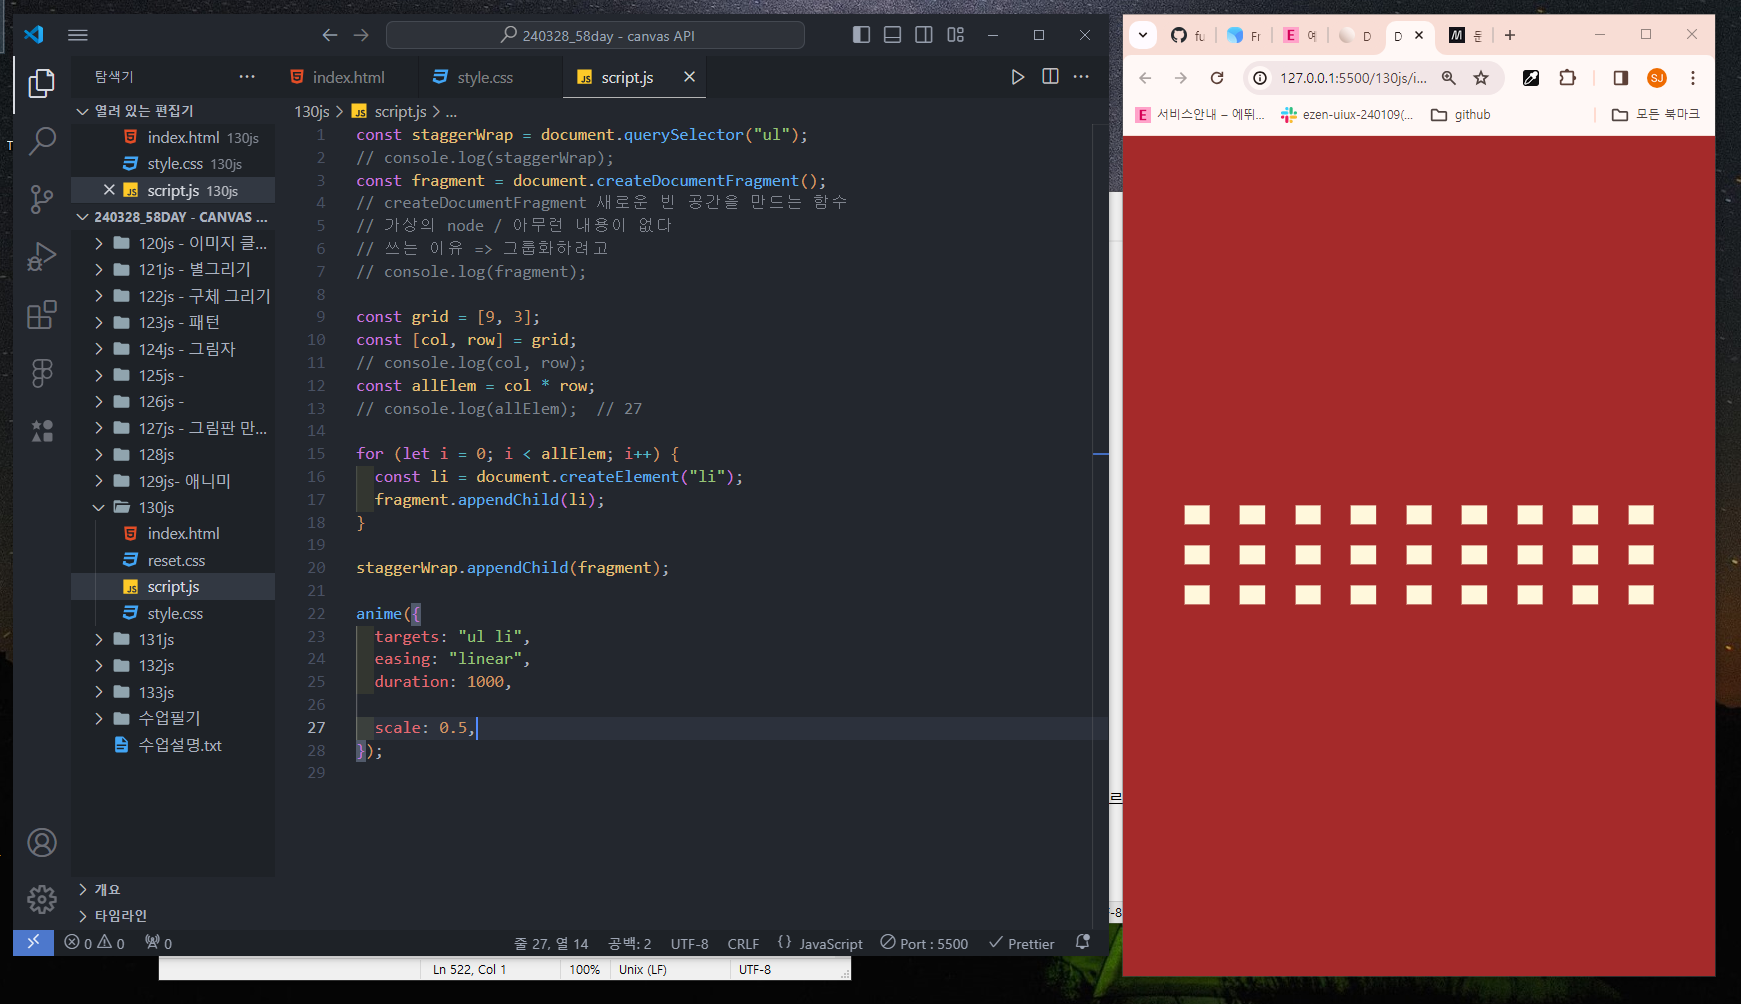 240328_58day - canvas API
탐색기
열려 있는 편집기
index.html 130js
style.css 130js
script.js 130js
240328_58DAY - CANVAS ...
120js - 이미지 클...
121js - 별그리기
122js - 구체 그리기
123js - 패턴
124js - 그림자
125js -
126js -
127js - 그림판 만...
128js
129js- 애니미
130js
index.html
reset.css
script.js
style.css
131js
132js
133js
수업필기
수업설명.txt
개요
타임라인
index.html
style.css
script.js
130js > script.js > ...
1 const staggerWrap = document.querySelector("ul");
2 // console.log(staggerWrap);
3 const fragment = document.createDocumentFragment();
4 // createDocumentFragment 새로운 빈 공간을 만드는 함수
5 // 가상의 node / 아무런 내용이 없다
6 // 쓰는 이유 => 그룹화하려고
7 // console.log(fragment);
8
9 const grid = [9, 3];
10 const [col, row] = grid;
11 // console.log(col, row);
12 const allElem = col * row;
13 // console.log(allElem);  // 27
14
15 for (let i = 0; i < allElem; i++) {
16   const li = document.createElement("li");
17   fragment.appendChild(li);
18 }
19
20 staggerWrap.appendChild(fragment);
21
22 anime({
23   targets: "ul li",
24   easing: "linear",
25   duration: 1000,
26
27   scale: 0.5,
28 });
29
0 0 0
줄 27, 열 14
공백: 2
UTF-8
CRLF
{} JavaScript
Port : 5500
Prettier
Ln 522, Col 1
100%
Unix (LF)
UTF-8
fu
Fr
E 예
D
D
둔
127.0.0.1:5500/130js/i...
SJ
E 서비스안내 – 에뛰...
ezen-uiux-240109(...
github
모든 북마크
르
-8